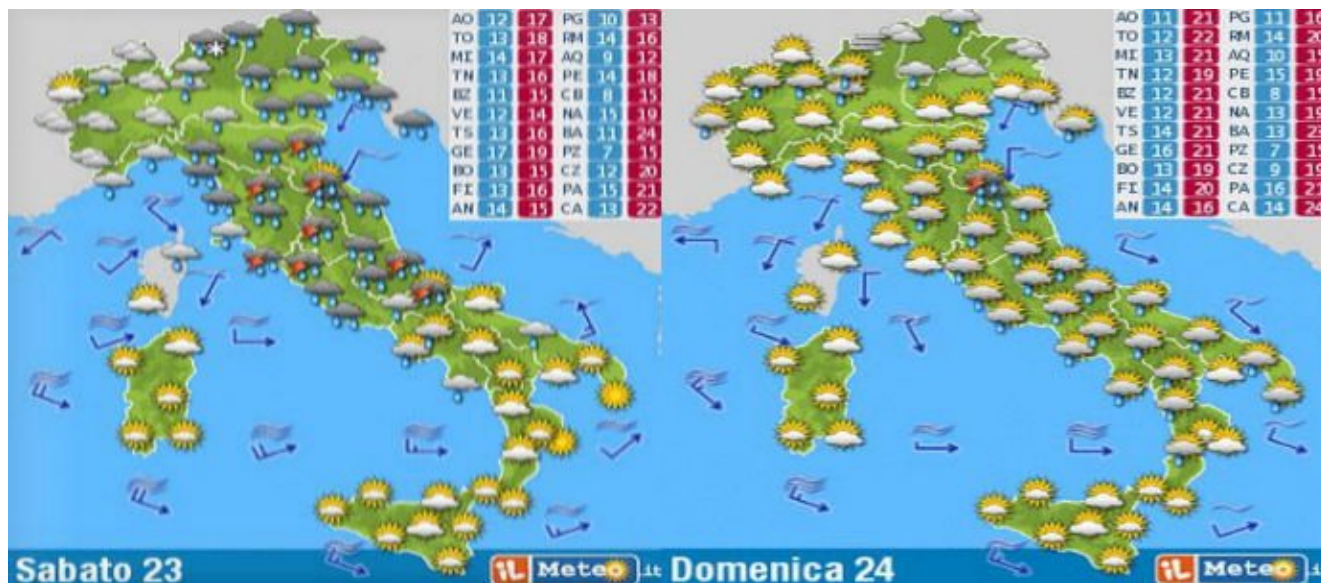 AO 12 17 PG 10 13
TO 13 18 RM 14 16
MI 14 17 AQ 9 12
TN 13 16 PE 14 18
BZ 11 15 CB 8 15
VE 12 14 NA 15 19
TS 13 16 BA 11 24
GE 17 19 PZ 7 15
BO 13 15 CZ 12 20
FI 13 16 PA 15 21
AN 14 15 CA 13 22
Sabato 23
iL Meteo.it
AO 11 21 PG 11 16
TO 12 22 RM 14 20
MI 13 21 AQ 10 15
TN 12 19 PE 15 19
BZ 12 21 CB 8 15
VE 12 21 NA 13 19
TS 14 21 BA 13 23
GE 16 21 PZ 7 15
BO 13 19 CZ 9 19
FI 14 20 PA 16 21
AN 14 16 CA 14 24
Domenica 24
iL Meteo.i